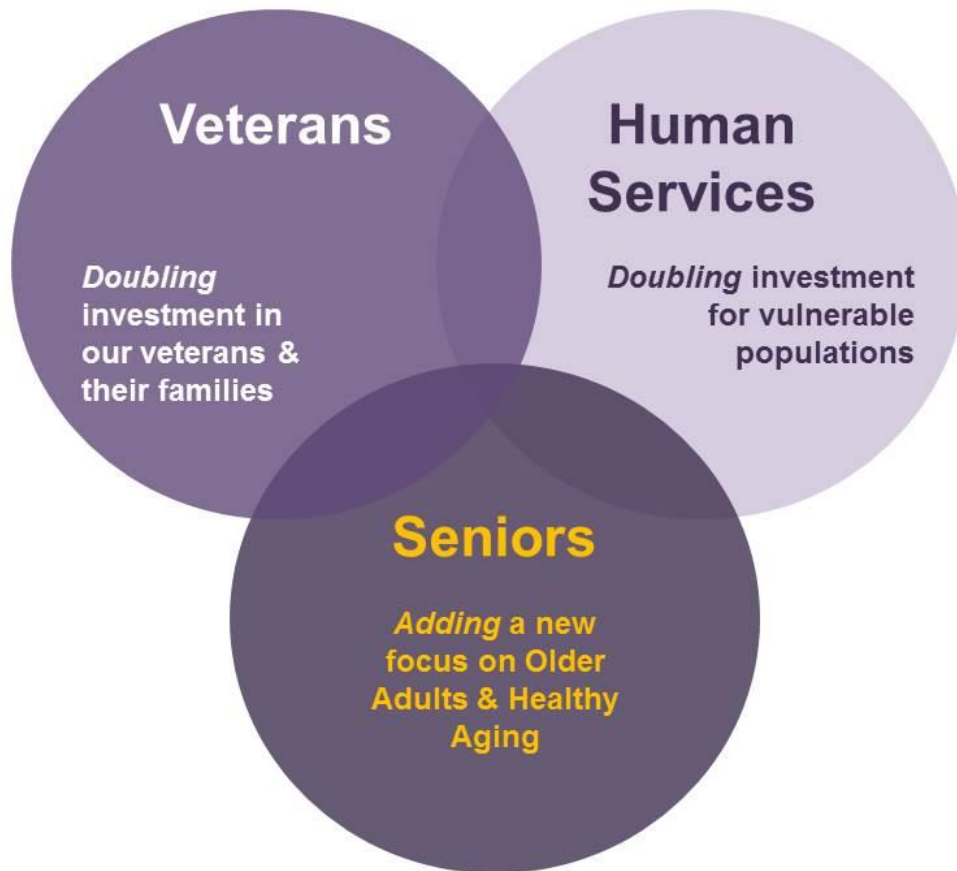 Veterans
Doubling
investment in
our veterans &
their families
Human
Services
Doubling investment
for vulnerable
populations
Seniors
Adding a new
focus on Older
Adults & Healthy
Aging